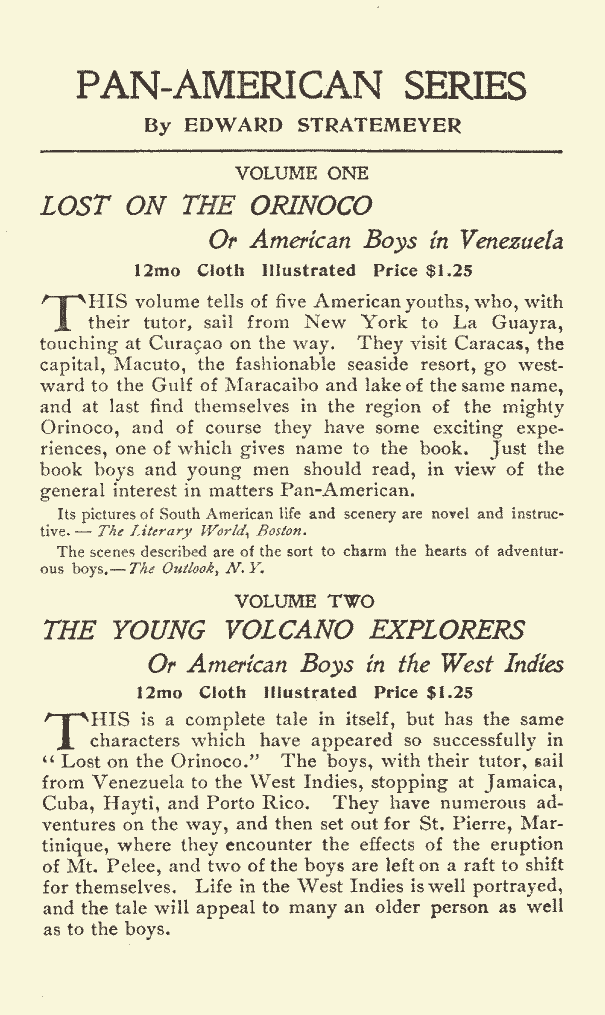 PAN-AMERICAN SERIES
By EDWARD STRATEMEYER
VOLUME ONE
LOST ON THE ORINOCO
Or American Boys in Venezuela
12mo Cloth Illustrated Price $1.25
THIS volume tells of five American youths, who, with
their tutor, sail from New York to La Guayra,
touching at Curaçao on the way. They visit Caracas, the
capital, Macuto, the fashionable seaside resort, go west-
ward to the Gulf of Maracaibo and lake of the same name,
and at last find themselves in the region of the mighty
Orinoco, and of course they have some exciting expe-
riences, one of which gives name to the book. Just the
book boys and young men should read, in view of the
general interest in matters Pan-American.
Its pictures of South American life and scenery are novel and instruc-
tive. — The Literary World, Boston.
The scenes described are of the sort to charm the hearts of adventur-
ous boys.— The Outlook, N. Y.
VOLUME TWO
THE YOUNG VOLCANO EXPLORERS
Or American Boys in the West Indies
12mo Cloth Illustrated Price $1.25
THIS is a complete tale in itself, but has the same
characters which have appeared so successfully in
“ Lost on the Orinoco.” The boys, with their tutor, sail
from Venezuela to the West Indies, stopping at Jamaica,
Cuba, Hayti, and Porto Rico. They have numerous ad-
ventures on the way, and then set out for St. Pierre, Mar-
tinique, where they encounter the effects of the eruption
of Mt. Pelee, and two of the boys are left on a raft to shift
for themselves. Life in the West Indies is well portrayed,
and the tale will appeal to many an older person as well
as to the boys.